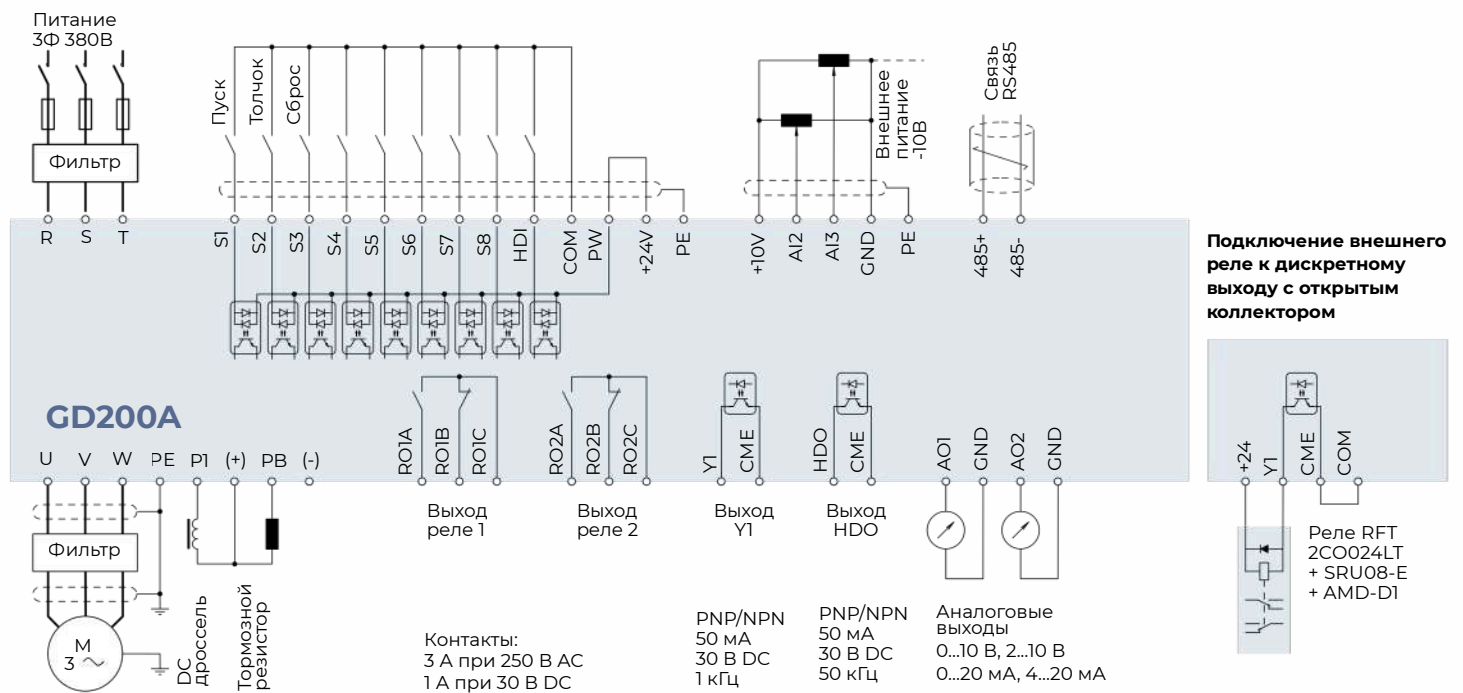 Питание
3Ф 380В
Фильтр
R S T
Пуск
Толчок
Сброс
S1 S2 S3 S4 S5 S6 S7 S8 HDI COM PW +24V PE
Внешнее
питание
-10В
+10V AI2 AI3 GND PE
Связь
RS485
485+ 485-
GD200A
U V W PE P1 (+) PB (-)
RO1A RO1B RO1C
RO2A RO2B RO2C
Y1 CME
HDO CME
AO1 GND AO2 GND
Фильтр
M
3
DC
дроссель
Тормозной
резистор
Выход
реле 1
Выход
реле 2
Выход
Y1
Выход
HDO
Контакты:
3 А при 250 В AC
1 А при 30 В DC
PNP/NPN
50 мА
30 В DC
1 кГц
PNP/NPN
50 мА
30 В DC
50 кГц
Аналоговые
выходы
0...10 В, 2...10 В
0...20 мА, 4...20 мА
Подключение внешнего
реле к дискретному
выходу с открытым
коллектором
+24 Y1 CME COM
Реле RFT
2CO024LT
+ SRU08-E
+ AMD-D1